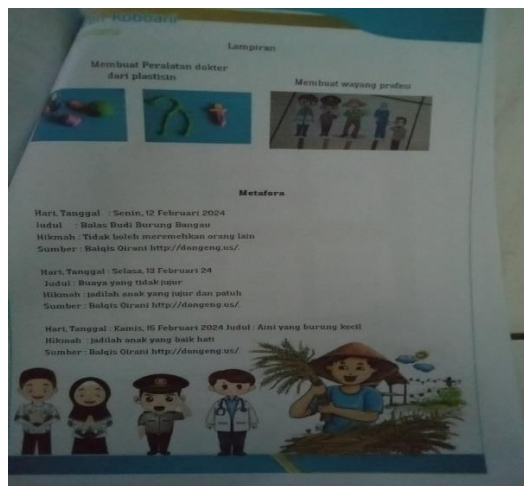 Lampiran
Membuat Peralatan dokter
dari plastisin
Membuat wayang profesi
Metafora
Hari, Tanggal : Senin, 12 Februari 2024
Judul : Balas Budi Burung Bangau
Hikmah : Tidak boleh meremehkan orang lain
Sumber : Balqis Qirani http://dongeng.us/.
Hari, Tanggal : Selasa, 13 Februari 24
Judul : Buaya yang tidak jujur
Hikmah : jadilah anak yang jujur dan patuh
Sumber : Balqis Qirani http://dongeng.us/.
Hari, Tanggal : Kamis, 15 Februari 2024 Judul : Aini yang burung kecil
Hikmah : jadilah anak yang baik hati
Sumber : Balqis Qirani http://dongeng.us/